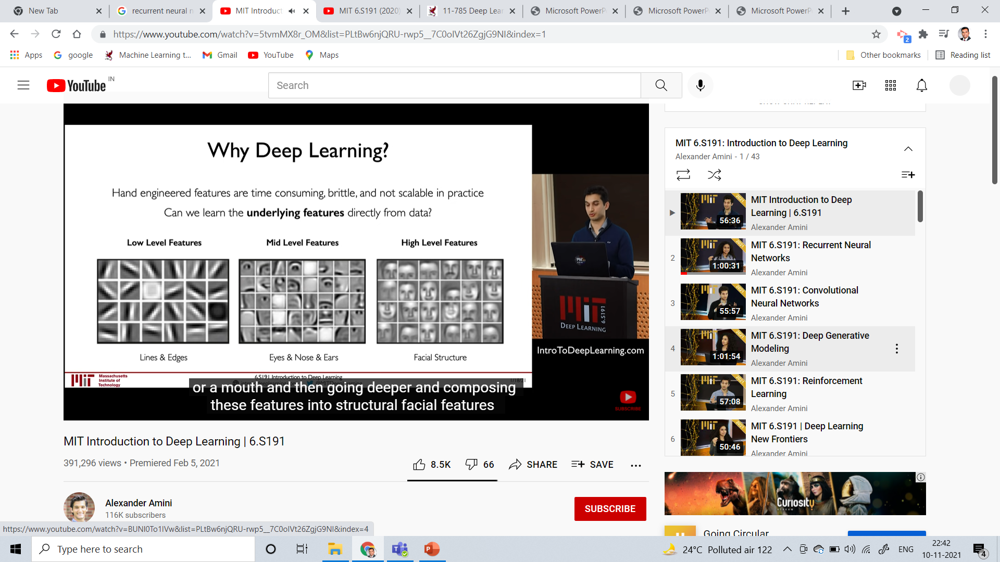 New Tab
recurrent neural n
MIT Introduct
MIT 6.S191 (2020)
11-785 Deep Lear
Microsoft PowerP
Microsoft PowerP
Microsoft PowerP
https://www.youtube.com/watch?v=5tvmMX8r_OM&list=PLtBw6njQRU-rwp5__7C0oIVt26ZgjG9NI&index=1
2
Apps
google
Machine Learning t...
Gmail
YouTube
Maps
Other bookmarks
Reading list
YouTube IN
Search
Why Deep Learning?
Hand engineered features are time consuming, brittle, and not scalable in practice
Can we learn the underlying features directly from data?
Low Level Features
Mid Level Features
High Level Features
Lines & Edges
Eyes & Nose & Ears
Facial Structure
Massachusetts
Institute of
Technology
6.S191 Introduction to Deep Learning
1/18/21
or a mouth and then going deeper and composing
these features into structural facial features
MIT
6.S191
DEEP LEARNING
IntroToDeepLearning.com
SUBSCRIBE
MIT Introduction to Deep Learning | 6.S191
391,296 views • Premiered Feb 5, 2021
8.5K
66
SHARE
SAVE
Alexander Amini
116K subscribers
SUBSCRIBE
MIT 6.S191: Introduction to Deep Learning
Alexander Amini - 1 / 43
56:36
MIT Introduction to Deep
Learning | 6.S191
Alexander Amini
2
1:00:31
MIT 6.S191: Recurrent Neural
Networks
Alexander Amini
3
55:57
MIT 6.S191: Convolutional
Neural Networks
Alexander Amini
4
1:01:54
MIT 6.S191: Deep Generative
Modeling
Alexander Amini
5
57:08
MIT 6.S191: Reinforcement
Learning
Alexander Amini
6
50:46
MIT 6.S191 | Deep Learning
New Frontiers
Alexander Amini
Curiosity
STREAM
Going Circular
https://www.youtube.com/watch?v=BUNl0To1IVw&list=PLtBw6njQRU-rwp5__7C0oIVt26ZgjG9NI&index=4
Type here to search
24°C Polluted air 122
ENG
22:42
10-11-2021
4